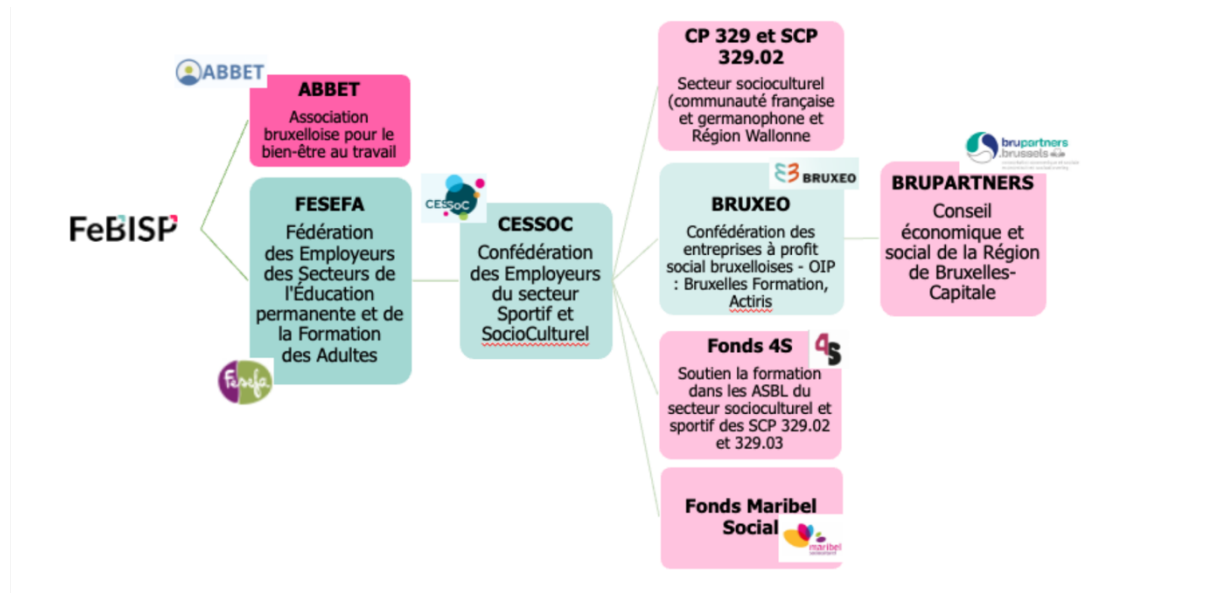 FeBISP
ABBET
ABBET
Association
bruxelloise pour le
bien-être au travail
FESEFA
Fédération
des Employeurs
des Secteurs de
l'Éducation
permanente et de
la Formation
des Adultes
Fesefa
CESSoC
CESSOC
Confédération
des Employeurs
du secteur
Sportif et
SocioCulturel
CP 329 et SCP
329.02
Secteur socioculturel
(communauté française
et germanophone et
Région Wallonne
BRUXEO
BRUXEO
Confédération des
entreprises à profit
social bruxelloises - OIP
: Bruxelles Formation,
Actiris
Fonds 4S
4S
Soutien la formation
dans les ASBL du
secteur socioculturel et
sportif des SCP 329.02
et 329.03
Fonds Maribel
Social
maribel
brupartners
.brussels
BRUPARTNERS
Conseil
économique et
social de la Région
de Bruxelles-
Capitale